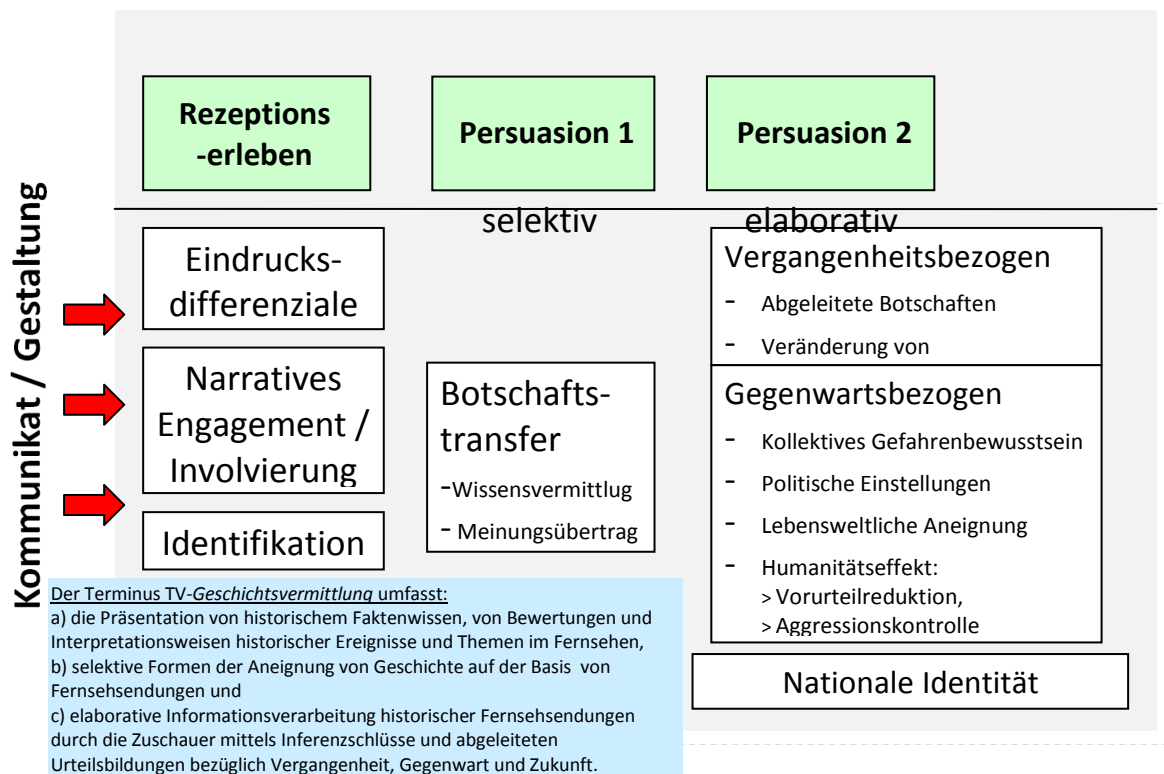 Kommunikat / Gestaltung
Rezeptions
-erleben
Persuasion 1
Persuasion 2
selektiv
elaborativ
Eindrucks-
differenziale
Narratives
Engagement /
Involvierung
Identifikation
Botschafts-
transfer
-Wissensvermittlug
- Meinungsübertrag
Vergangenheitsbezogen
- Abgeleitete Botschaften
- Veränderung von
Gegenwartsbezogen
- Kollektives Gefahrenbewusstsein
- Politische Einstellungen
- Lebensweltliche Aneignung
- Humanitätseffekt:
> Vorurteilreduktion,
> Aggressionskontrolle
Nationale Identität
Der Terminus TV-Geschichtsvermittlung umfasst:
a) die Präsentation von historischem Faktenwissen, von Bewertungen und
Interpretationsweisen historischer Ereignisse und Themen im Fernsehen,
b) selektive Formen der Aneignung von Geschichte auf der Basis von
Fernsehsendungen und
c) elaborative Informationsverarbeitung historischer Fernsehsendungen
durch die Zuschauer mittels Inferenzschlüsse und abgeleiteten
Urteilsbildungen bezüglich Vergangenheit, Gegenwart und Zukunft.